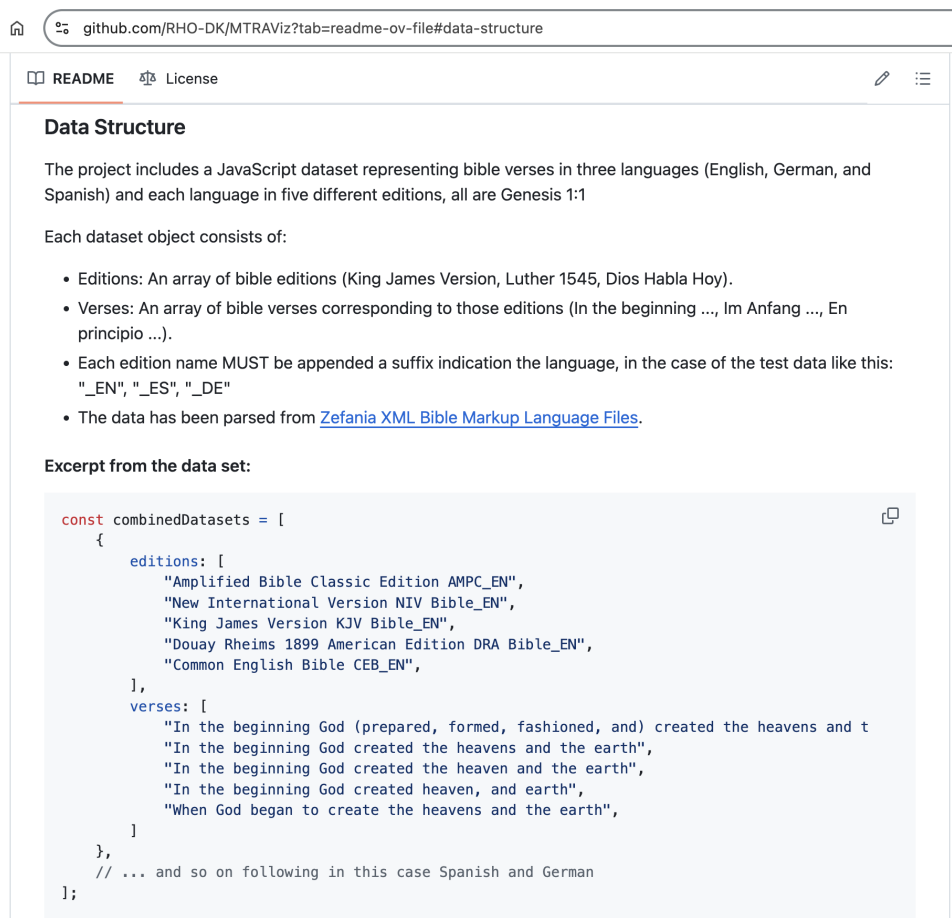 github.com/RHO-DK/MTRAViz?tab=readme-ov-file#data-structure
README License
Data Structure
The project includes a JavaScript dataset representing bible verses in three languages (English, German, and
Spanish) and each language in five different editions, all are Genesis 1:1
Each dataset object consists of:
• Editions: An array of bible editions (King James Version, Luther 1545, Dios Habla Hoy).
• Verses: An array of bible verses corresponding to those editions (In the beginning ..., Im Anfang ..., En
principio ...).
• Each edition name MUST be appended a suffix indication the language, in the case of the test data like this:
"_EN", "_ES", "_DE"
• The data has been parsed from Zefania XML Bible Markup Language Files.
Excerpt from the data set:
const combinedDatasets = [
    {
        editions: [
            "Amplified Bible Classic Edition AMPC_EN",
            "New International Version NIV Bible_EN",
            "King James Version KJV Bible_EN",
            "Douay Rheims 1899 American Edition DRA Bible_EN",
            "Common English Bible CEB_EN",
        ],
        verses: [
            "In the beginning God (prepared, formed, fashioned, and) created the heavens and t
            "In the beginning God created the heavens and the earth",
            "In the beginning God created the heaven and the earth",
            "In the beginning God created heaven, and earth",
            "When God began to create the heavens and the earth",
        ]
    },
    // ... and so on following in this case Spanish and German
];